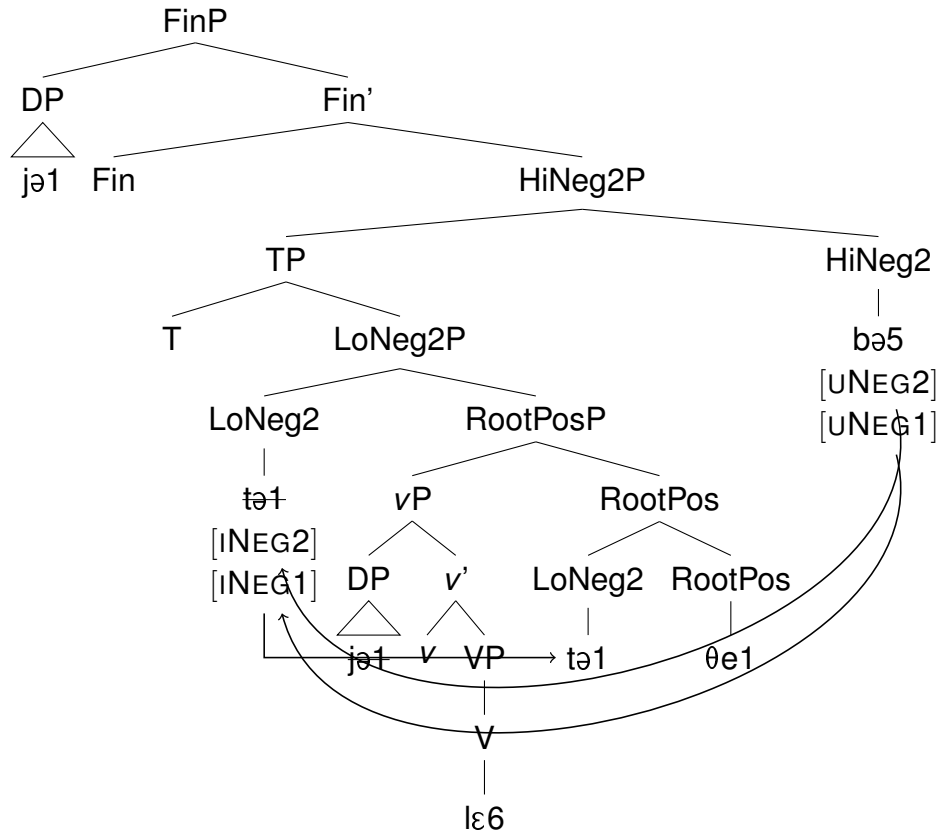 FinP
DP Fin’
jə1 Fin HiNeg2P
TP HiNeg2
T LoNeg2P bə5
[UNEG2]
LoNeg2 RootPosP [UNEG1]
tə1 vP RootPos
[INEG2]
[INEG1] DP v’ LoNeg2 RootPos
jə1 v VP tə1 θe1
V
lɛ6